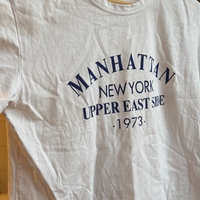 MANHATTAN
NEW YORK
UPPER EAST SIDE
-1973-